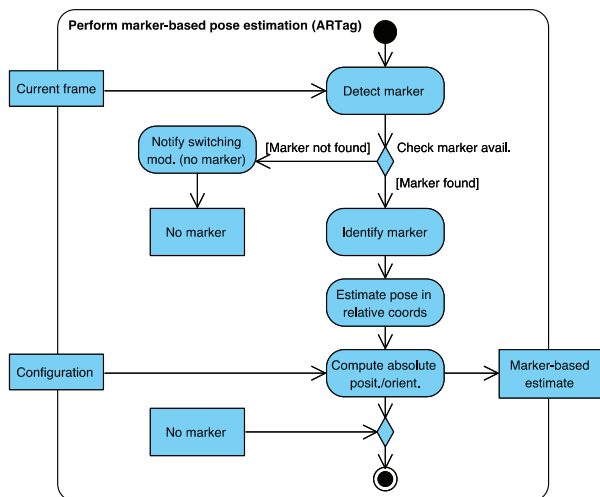 Perform marker-based pose estimation (ARTag)
Current frame
Detect marker
Notify switching
mod. (no marker)
[Marker not found]
Check marker avail.
[Marker found]
No marker
Identify marker
Estimate pose in
relative coords
Configuration
Compute absolute
posit./orient.
Marker-based
estimate
No marker